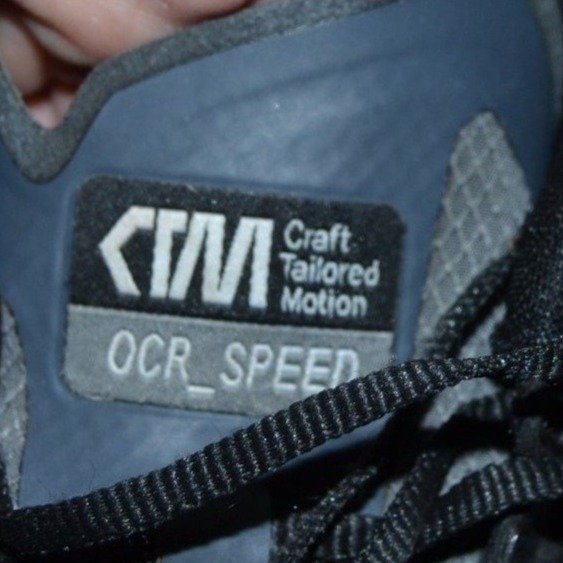 CTM
Craft
Tailored
Motion
OCR_SPEED